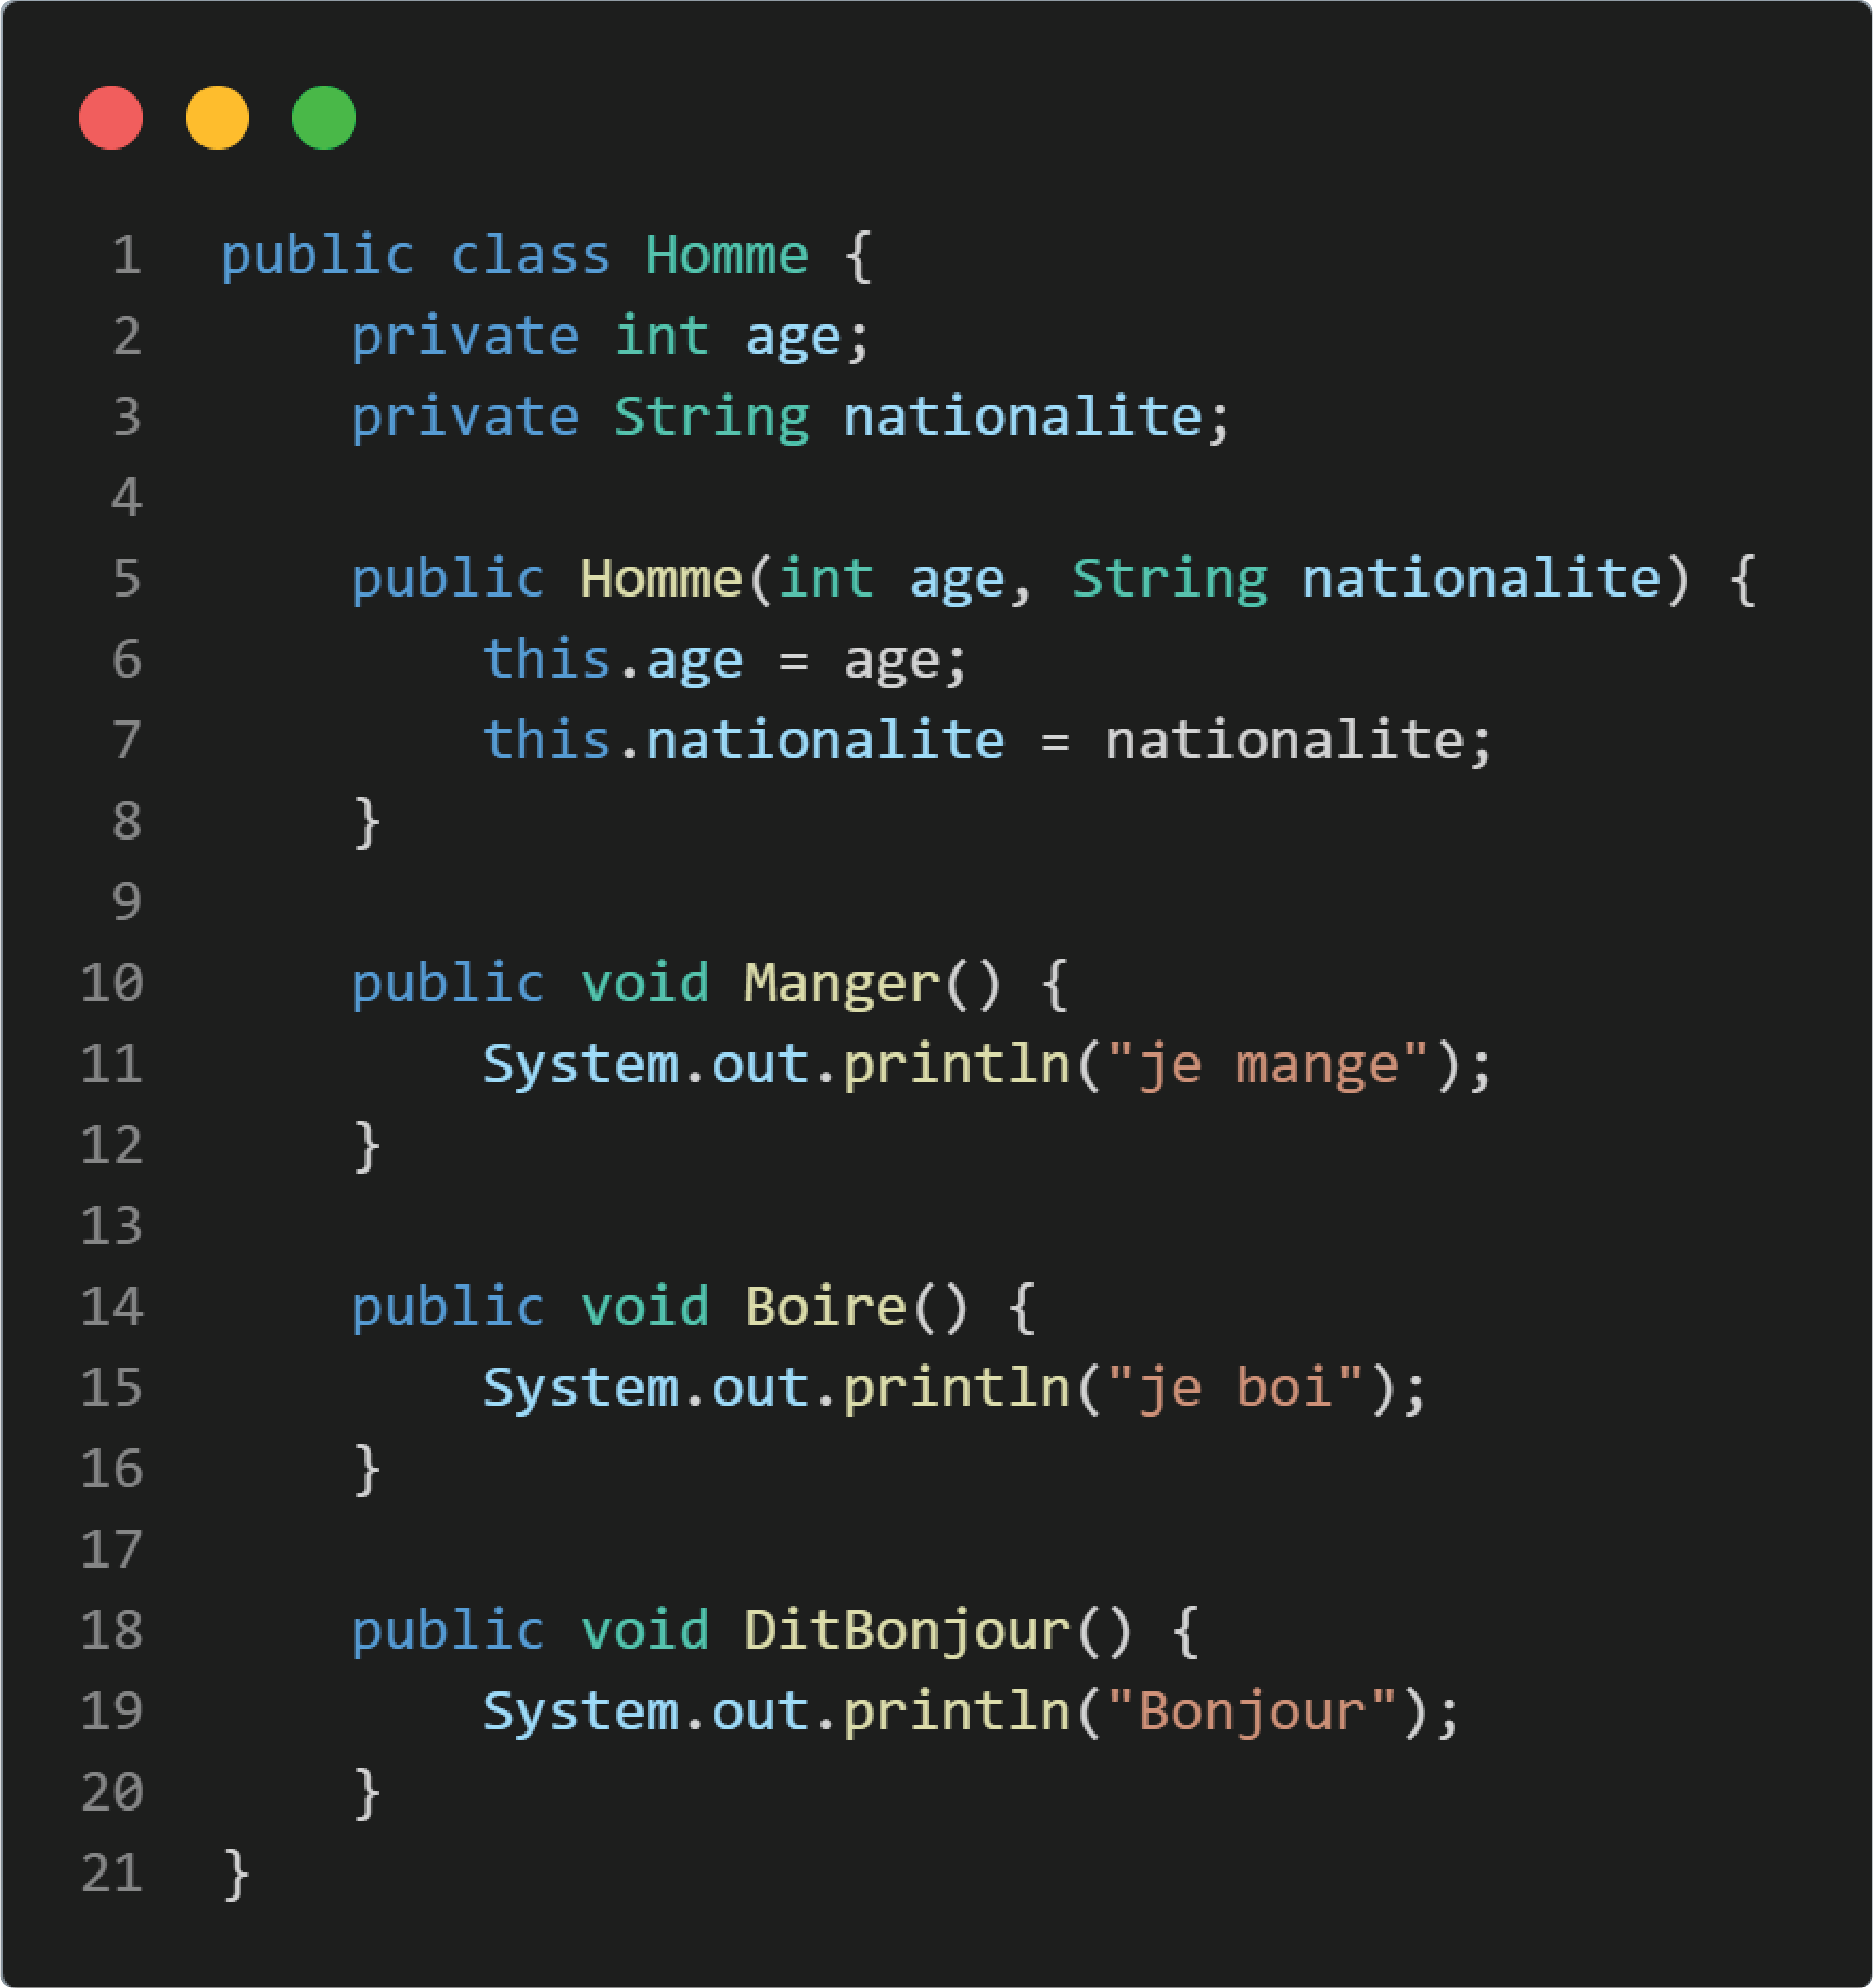 1 public class Homme {
2     private int age;
3     private String nationalite;
4
5     public Homme(int age, String nationalite) {
6         this.age = age;
7         this.nationalite = nationalite;
8     }
9
10     public void Manger() {
11         System.out.println("je mange");
12     }
13
14     public void Boire() {
15         System.out.println("je boi");
16     }
17
18     public void DitBonjour() {
19         System.out.println("Bonjour");
20     }
21 }